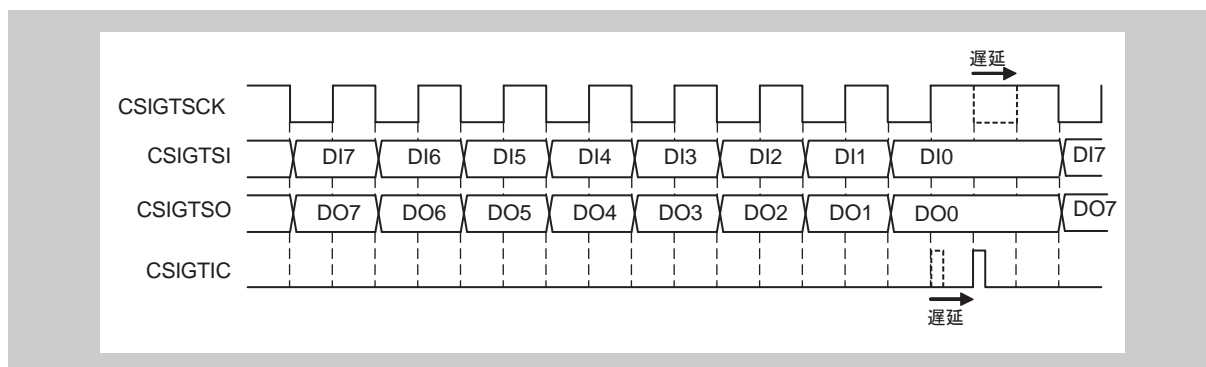 遅延
CSIGTSCK
CSIGTSI DI7 DI6 DI5 DI4 DI3 DI2 DI1 DI0 DI7
CSIGTSO DO7 DO6 DO5 DO4 DO3 DO2 DO1 DO0 DO7
CSIGTIC
遅延